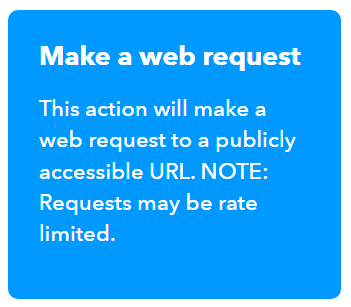 Make a web request
This action will make a
web request to a publicly
accessible URL. NOTE:
Requests may be rate
limited.